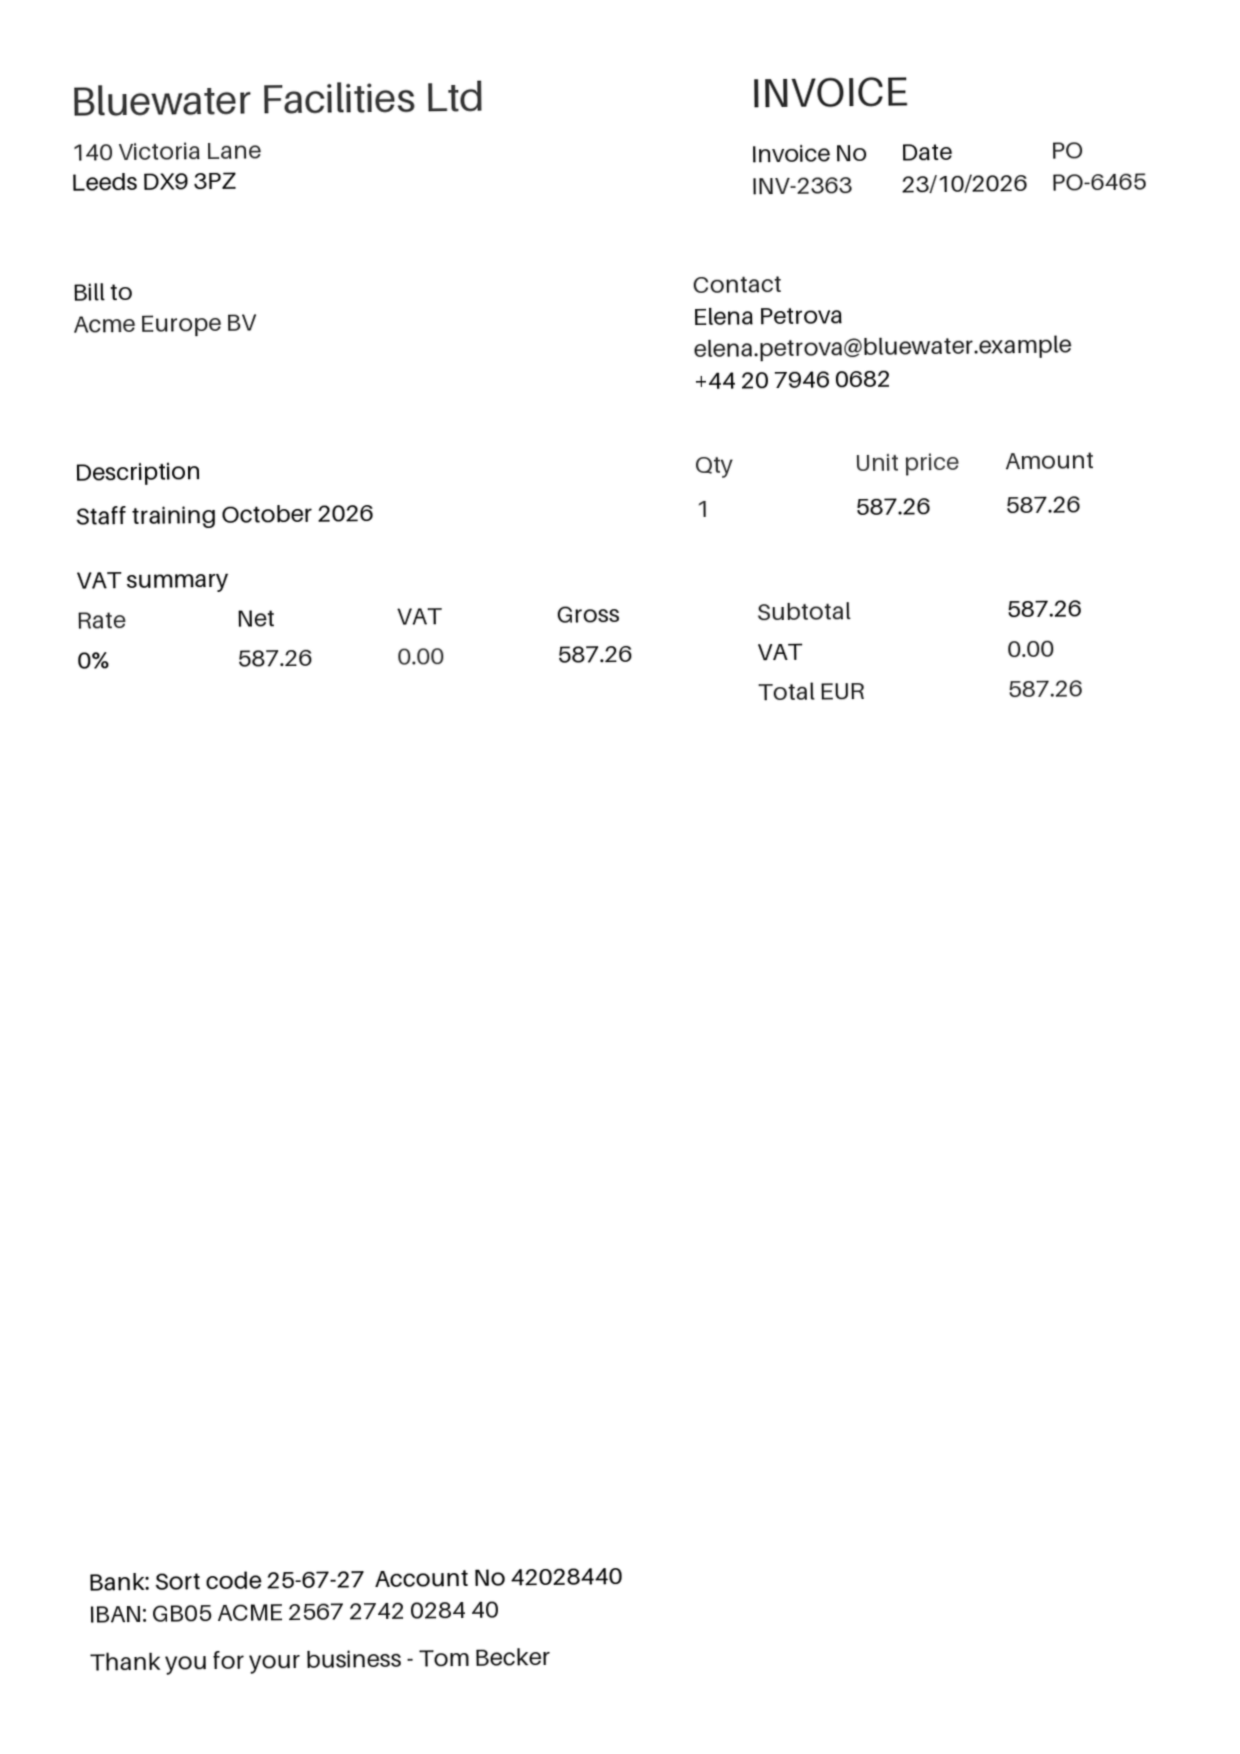 Bluewater Facilities Ltd
140 Victoria Lane
Leeds DX9 3PZ
INVOICE
Invoice No Date PO
INV-2363 23/10/2026 PO-6465
Bill to
Acme Europe BV
Contact
Elena Petrova
elena.petrova@bluewater.example
+44 20 7946 0682
Description Qty Unit price Amount
Staff training October 2026 1 587.26 587.26
VAT summary
Rate Net VAT Gross
0% 587.26 0.00 587.26
Subtotal 587.26
VAT 0.00
Total EUR 587.26
Bank: Sort code 25-67-27 Account No 42028440
IBAN: GB05 ACME 2567 2742 0284 40
Thank you for your business - Tom Becker